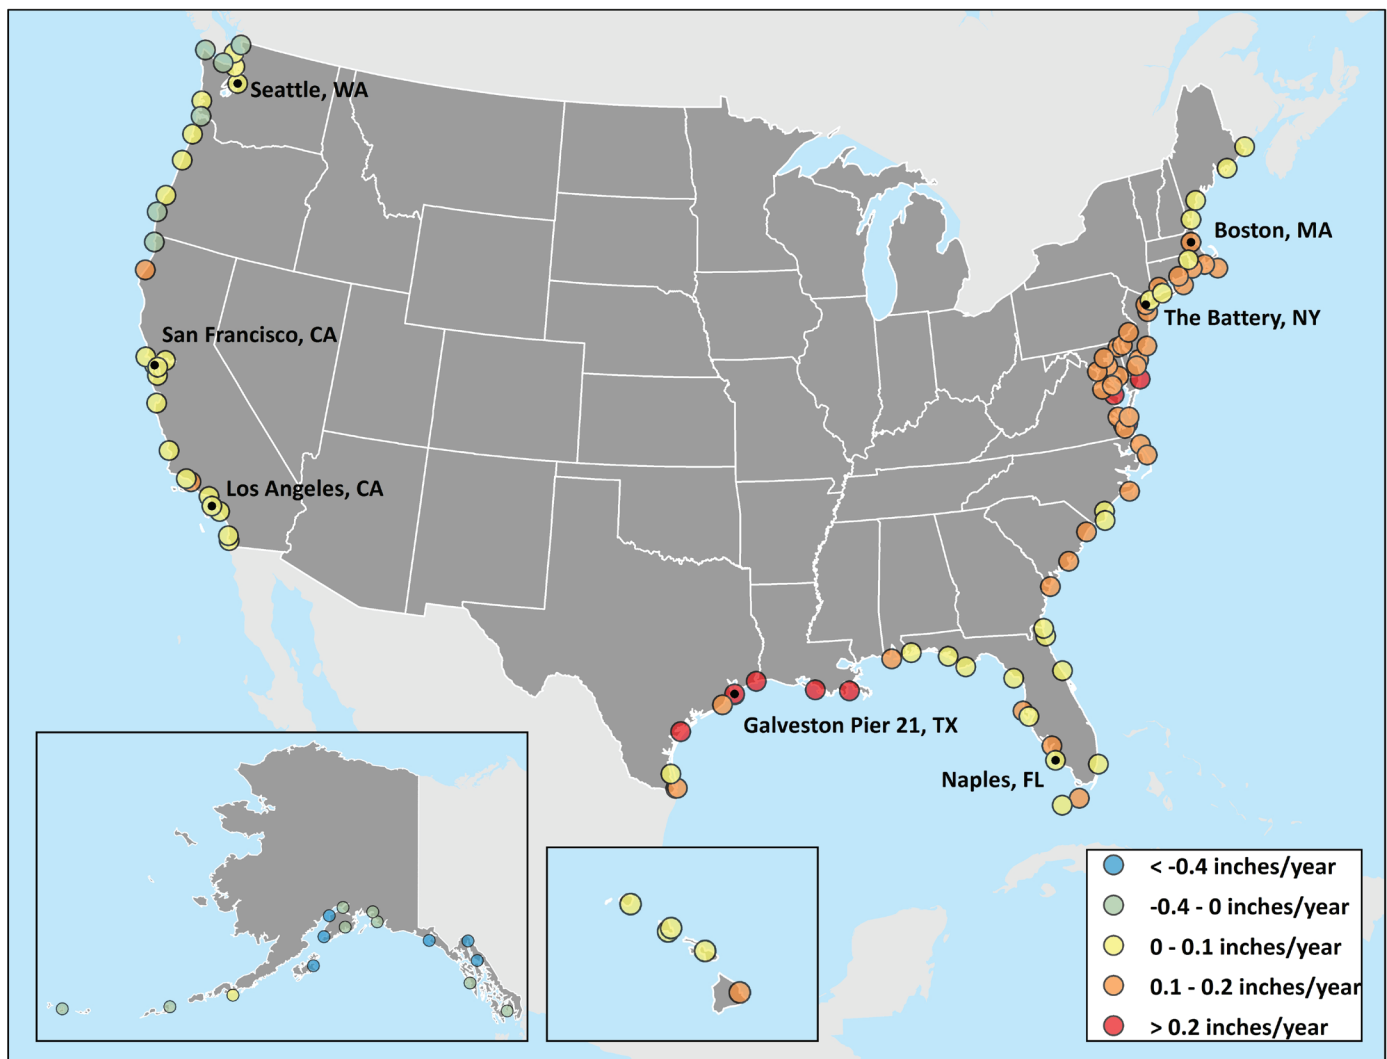 Seattle, WA
Boston, MA
The Battery, NY
San Francisco, CA
Los Angeles, CA
Galveston Pier 21, TX
Naples, FL
< -0.4 inches/year
-0.4 - 0 inches/year
0 - 0.1 inches/year
0.1 - 0.2 inches/year
> 0.2 inches/year